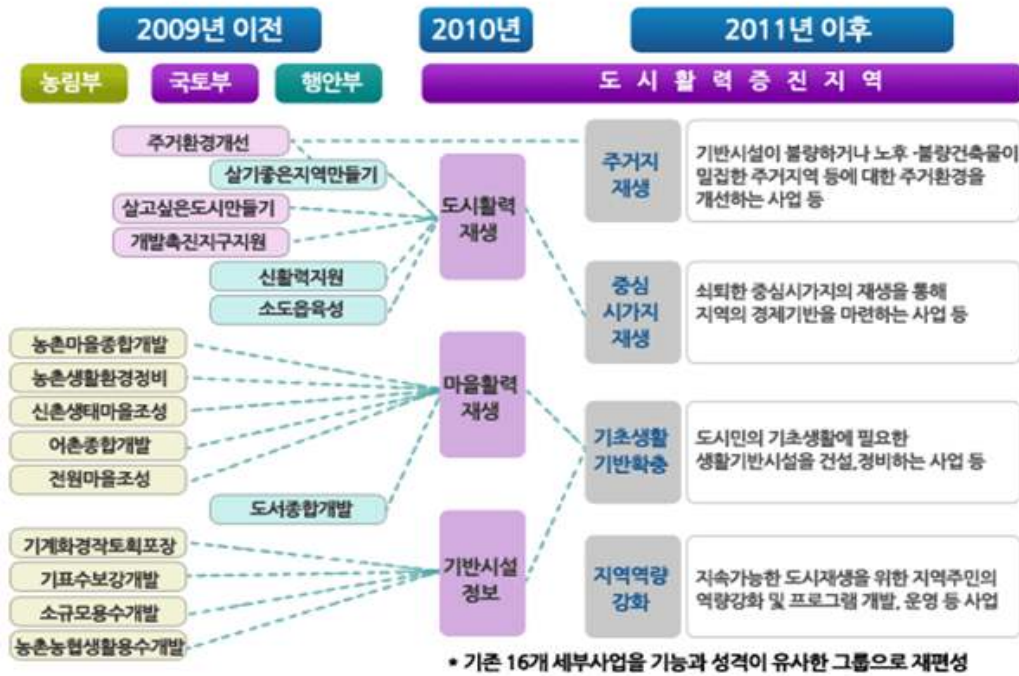 2009년 이전
2010년
2011년 이후
농림부
국토부
행안부
도 시 활 력 증 진 지 역
주거환경개선
살기좋은지역만들기
살고싶은도시만들기
개발촉진지구지원
신활력지원
소도읍육성
농촌마을종합개발
농촌생활환경정비
신촌생태마을조성
어촌종합개발
전원마을조성
도서종합개발
기계화경작토획포장
기표수보강개발
소규모용수개발
농촌농협생활용수개발
도시활력
재생
마을활력
재생
기반시설
정보
주거지
재생
기반시설이 불량하거나 노후 -불량건축물이
밀집한 주거지역 등에 대한 주거환경을
개선하는 사업 등
중심
시가지
재생
쇠퇴한 중심시가지의 재생을 통해
지역의 경제기반을 마련하는 사업 등
기초생활
기반확충
도시민의 기초생활에 필요한
생활기반시설을 건설,정비하는 사업 등
지역역량
강화
지속가능한 도시재생을 위한 지역주민의
역량강화 및 프로그램 개발, 운영 등 사업
* 기존 16개 세부사업을 기능과 성격이 유사한 그룹으로 재편성